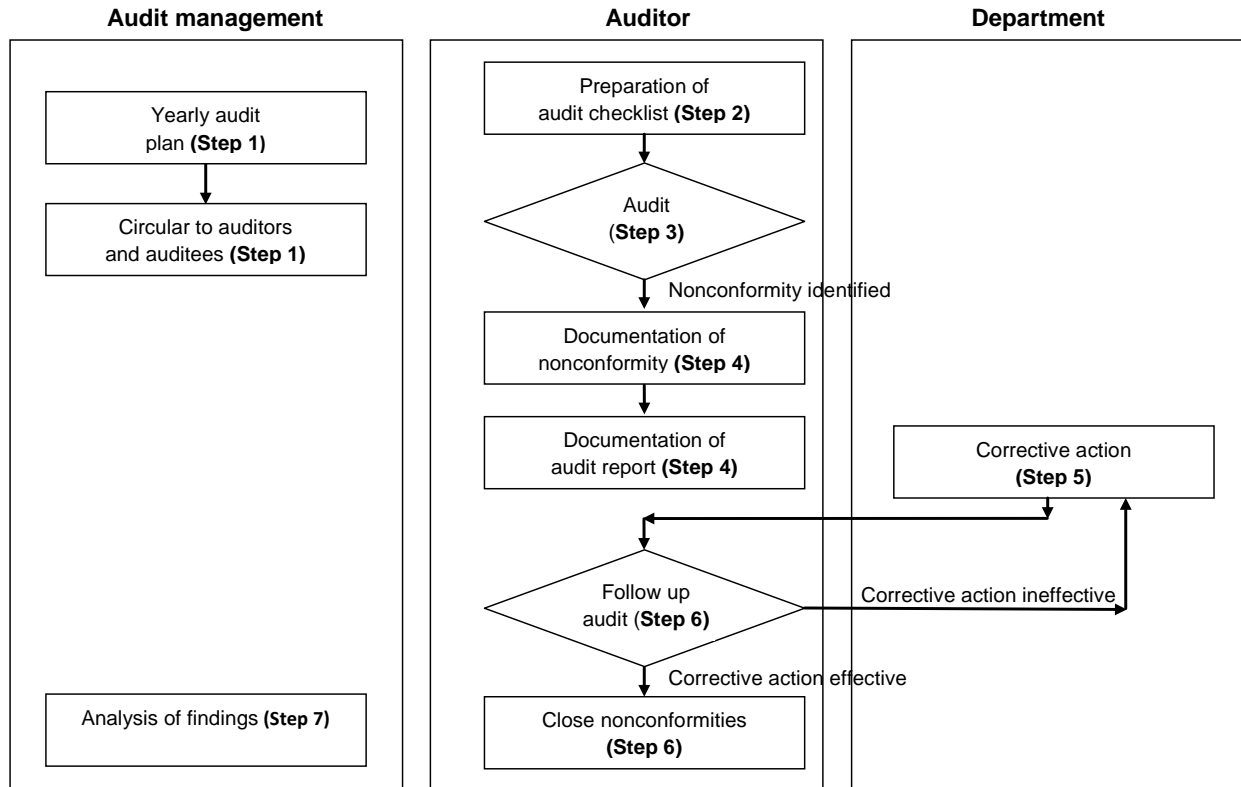 Audit management
Auditor
Department
Yearly audit
plan (Step 1)
Circular to auditors
and auditees (Step 1)
Analysis of findings (Step 7)
Preparation of
audit checklist (Step 2)
Audit
(Step 3)
Nonconformity identified
Documentation of
nonconformity (Step 4)
Documentation of
audit report (Step 4)
Corrective action
(Step 5)
Follow up
audit (Step 6)
Corrective action ineffective
Corrective action effective
Close nonconformities
(Step 6)